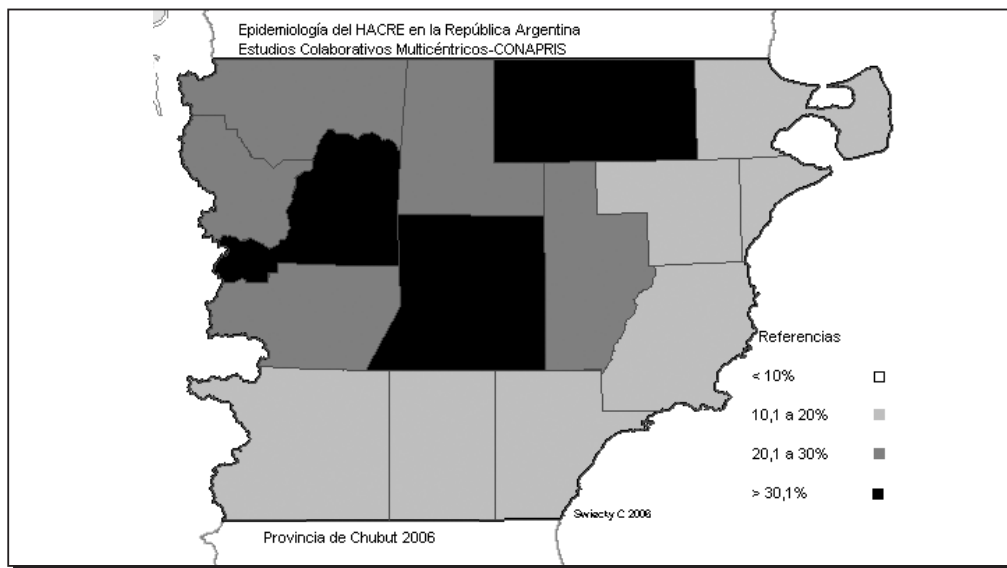 Epidemiología del HACRE en la República Argentina
Estudios Colaborativos Multicéntricos-CONAPRIS
Referencias
< 10%
10,1 a 20%
20,1 a 30%
> 30,1%
Swiecty C 2006
Provincia de Chubut 2006